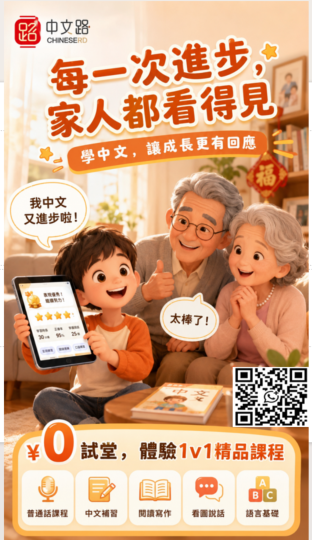 中文路
CHINESERD
每一次進步，
家人都看得見
學中文，讓成長更有回應
福
我中文
又進步啦！
太棒了！
中文
¥0 試堂，體驗1v1精品課程
普通話課程
中文補習
閱讀寫作
看圖說話
語言基礎
A
B C